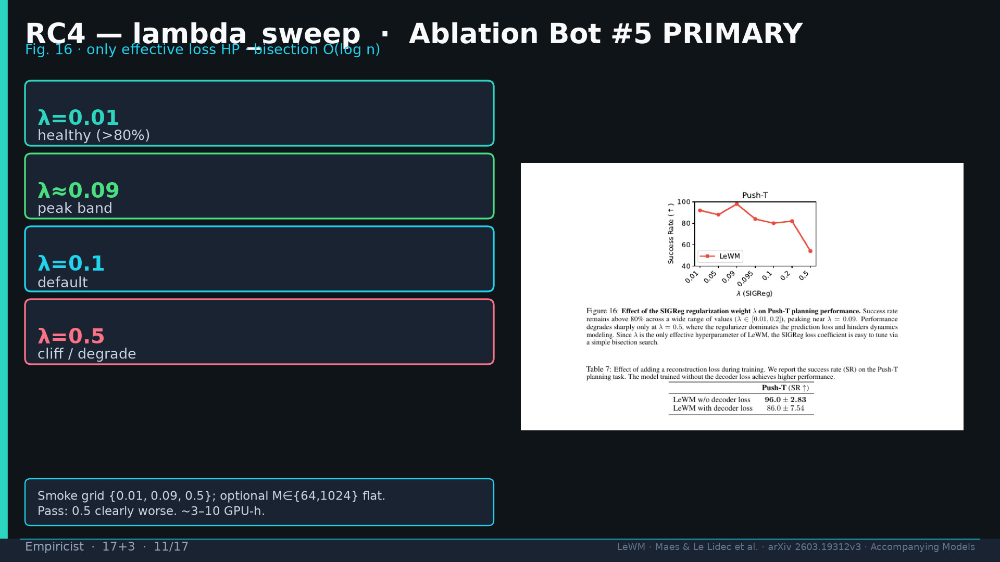 RC4 — lambda_sweep · Ablation Bot #5 PRIMARY
Fig. 16 · only effective loss HP · bisection O(log n)
λ=0.01
healthy (>80%)
λ≈0.09
peak band
λ=0.1
default
λ=0.5
cliff / degrade
Smoke grid {0.01, 0.09, 0.5}; optional M∈{64,1024} flat.
Pass: 0.5 clearly worse. ~3–10 GPU-h.
Push-T
Success Rate (↑)
100
80
60
40
LeWM
0.01
0.05
0.09
0.095
0.1
0.2
0.5
λ (SIGReg)
Figure 16: Effect of the SIGReg regularization weight λ on Push-T planning performance. Success rate
remains above 80% across a wide range of values (λ ∈ [0.01, 0.2]), peaking near λ = 0.09. Performance
degrades sharply only at λ = 0.5, where the regularizer dominates the prediction loss and hinders dynamics
modeling. Since λ is the only effective hyperparameter of LeWM, the SIGReg loss coefficient is easy to tune via
a simple bisection search.
Table 7: Effect of adding a reconstruction loss during training. We report the success rate (SR) on the Push-T
planning task. The model trained without the decoder loss achieves higher performance.
Push-T (SR ↑)
LeWM w/o decoder loss 96.0 ± 2.83
LeWM with decoder loss 86.0 ± 7.54
Empiricist · 17+3 · 11/17
LeWM · Maes & Le Lidec et al. · arXiv 2603.19312v3 · Accompanying Models